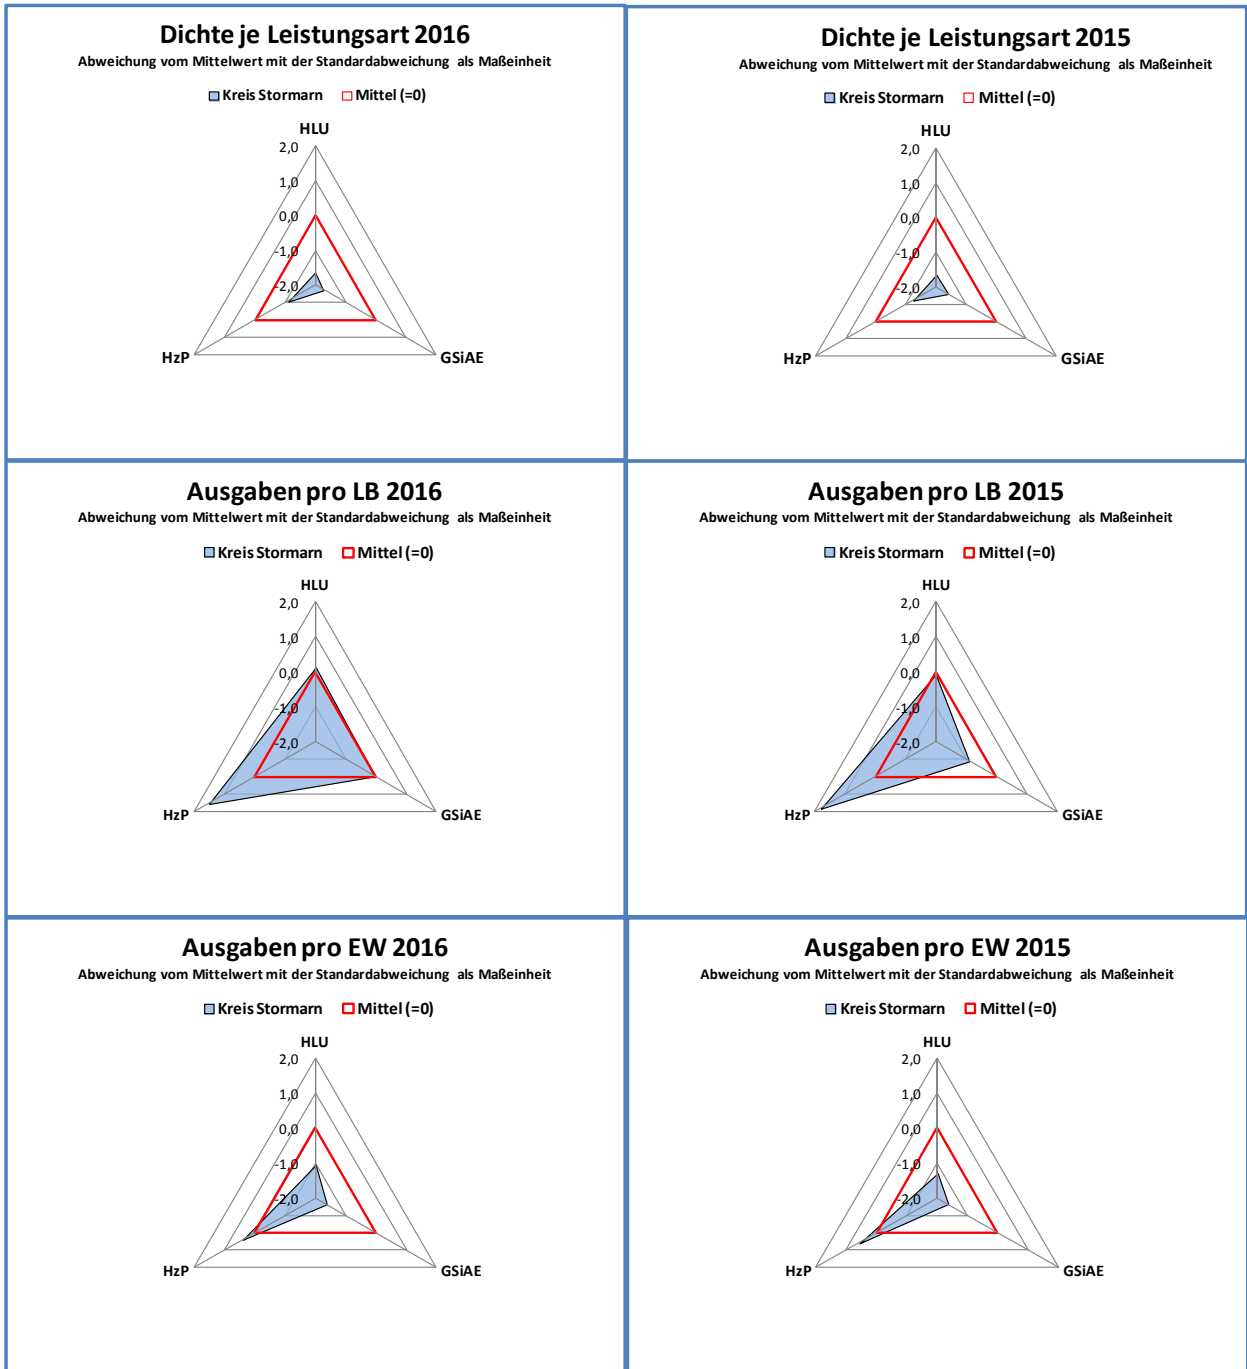 Dichte je Leistungsart 2016
Abweichung vom Mittelwert mit der Standardabweichung als Maßeinheit
Kreis Stormarn Mittel (=0)
HLU
2,0
1,0
0,0
-1,0
-2,0
HzP
GSiAE
Dichte je Leistungsart 2015
Abweichung vom Mittelwert mit der Standardabweichung als Maßeinheit
Kreis Stormarn Mittel (=0)
HLU
2,0
1,0
0,0
-1,0
-2,0
HzP
GSiAE
Ausgaben pro LB 2016
Abweichung vom Mittelwert mit der Standardabweichung als Maßeinheit
Kreis Stormarn Mittel (=0)
HLU
2,0
1,0
0,0
-1,0
-2,0
HzP
GSiAE
Ausgaben pro LB 2015
Abweichung vom Mittelwert mit der Standardabweichung als Maßeinheit
Kreis Stormarn Mittel (=0)
HLU
2,0
1,0
0,0
-1,0
-2,0
HzP
GSiAE
Ausgaben pro EW 2016
Abweichung vom Mittelwert mit der Standardabweichung als Maßeinheit
Kreis Stormarn Mittel (=0)
HLU
2,0
1,0
0,0
-1,0
-2,0
HzP
GSiAE
Ausgaben pro EW 2015
Abweichung vom Mittelwert mit der Standardabweichung als Maßeinheit
Kreis Stormarn Mittel (=0)
HLU
2,0
1,0
0,0
-1,0
-2,0
HzP
GSiAE